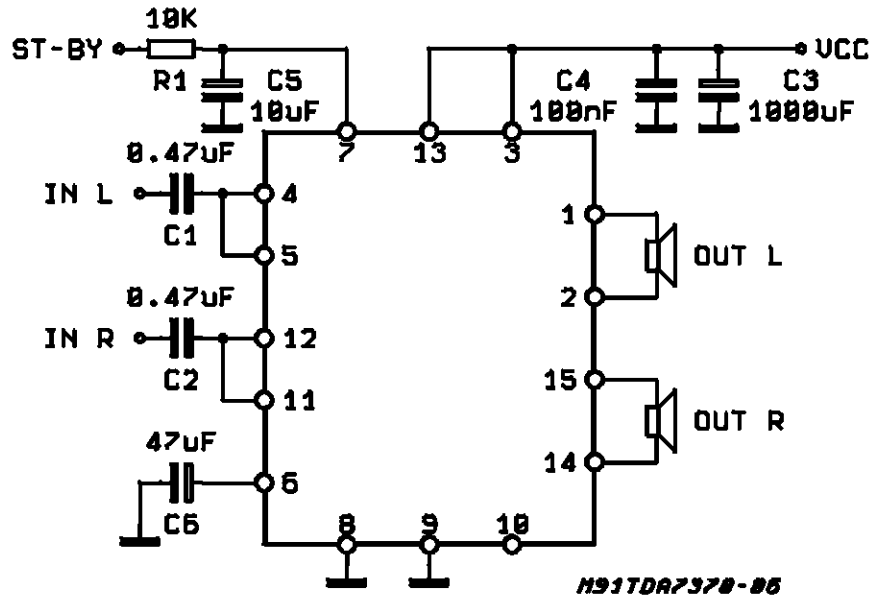 10K
ST-BY
VCC
R1
C5
C4
C3
10uF
100nF
1000uF
7
13
3
0.47uF
IN L
4
1
C1
5
OUT L
0.47uF
2
IN R
12
C2
15
11
OUT R
47uF
14
6
C6
8
9
10
M91TDA7370-06